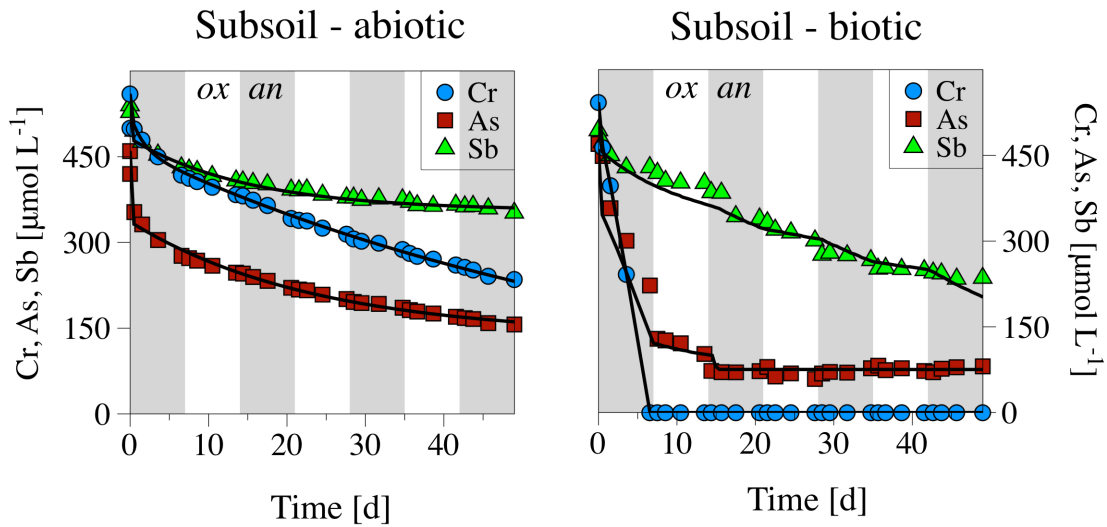 Subsoil - abiotic
Cr, As, Sb [µmol L-1]
450
300
150
0
ox an
Cr
As
Sb
0 10 20 30 40
Time [d]
Subsoil - biotic
ox an
Cr
As
Sb
450
300
150
0
Cr, As, Sb [µmol L-1]
0 10 20 30 40
Time [d]